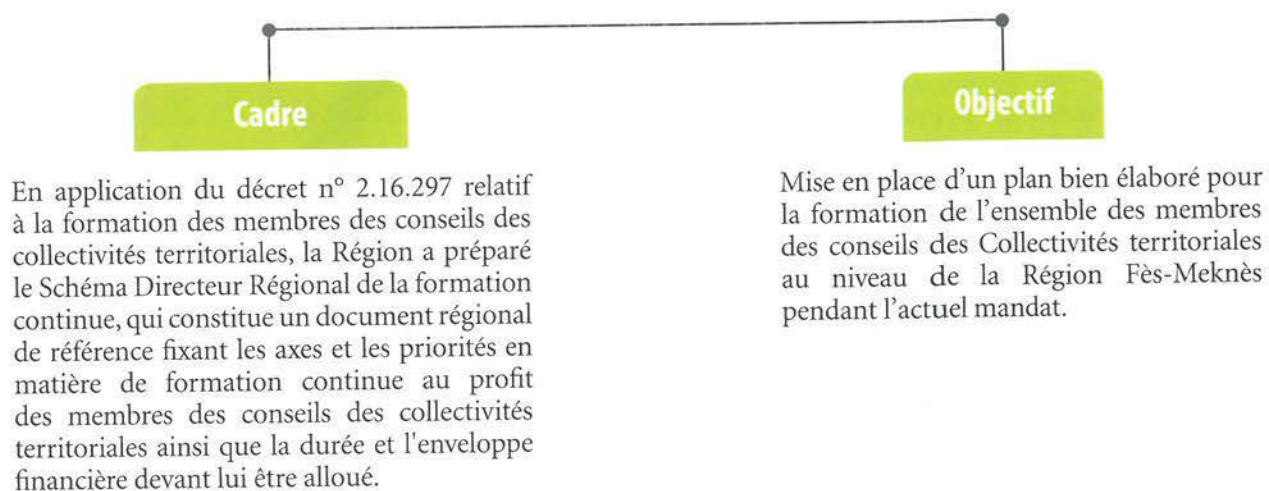 Cadre
En application du décret n° 2.16.297 relatif
à la formation des membres des conseils des
collectivités territoriales, la Région a préparé
le Schéma Directeur Régional de la formation
continue, qui constitue un document régional
de référence fixant les axes et les priorités en
matière de formation continue au profit
des membres des conseils des collectivités
territoriales ainsi que la durée et l'enveloppe
financière devant lui être alloué.
Objectif
Mise en place d’un plan bien élaboré pour
la formation de l’ensemble des membres
des conseils des Collectivités territoriales
au niveau de la Région Fès-Meknès
pendant l’actuel mandat.